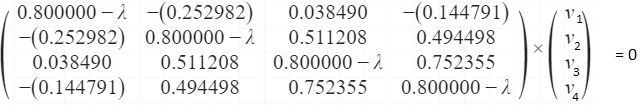 0.800000 − λ −(0.252982) 0.038490 −(0.144791) v1
−(0.252982) 0.800000 − λ 0.511208 0.494498 v2
0.038490 0.511208 0.800000 − λ 0.752355 × v3 = 0
−(0.144791) 0.494498 0.752355 0.800000 − λ v4